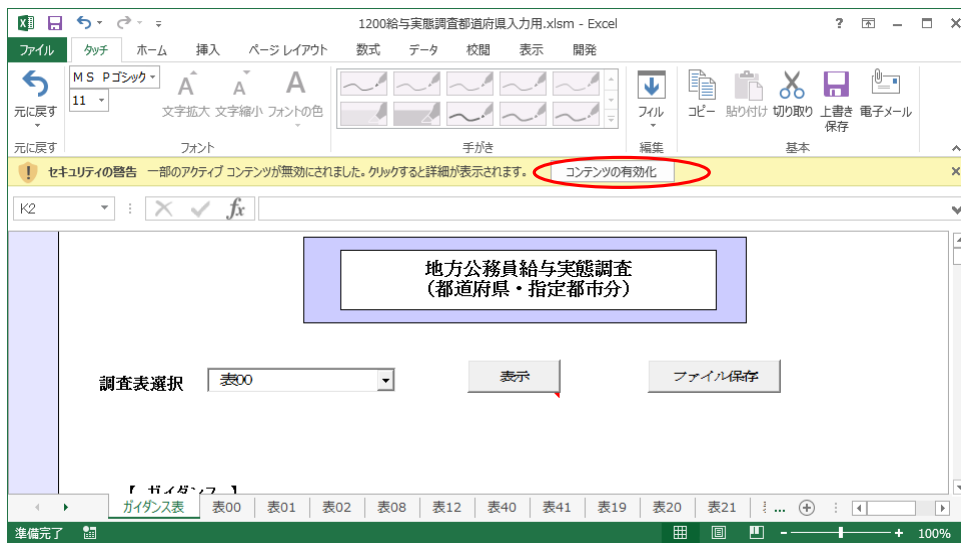 1200給与実態調査都道府県入力用.xlsm - Excel
ファイル タッチ ホーム 挿入 ページ レイアウト 数式 データ 校閲 表示 開発
元に戻す
ＭＳ Ｐゴシック
11
文字拡大 文字縮小 フォントの色
フィル
コピー 貼り付け 切り取り 上書き保存 電子メール
元に戻す フォント 手がき 編集 基本
セキュリティの警告 一部のアクティブ コンテンツが無効にされました。クリックすると詳細が表示されます。 コンテンツの有効化
K2 fx
地方公務員給与実態調査
（都道府県・指定都市分）
調査表選択 表00 表示 ファイル保存
【 ガイダンス 】
ガイダンス表 表00 表01 表02 表08 表12 表40 表41 表19 表20 表21 ...
準備完了 100%